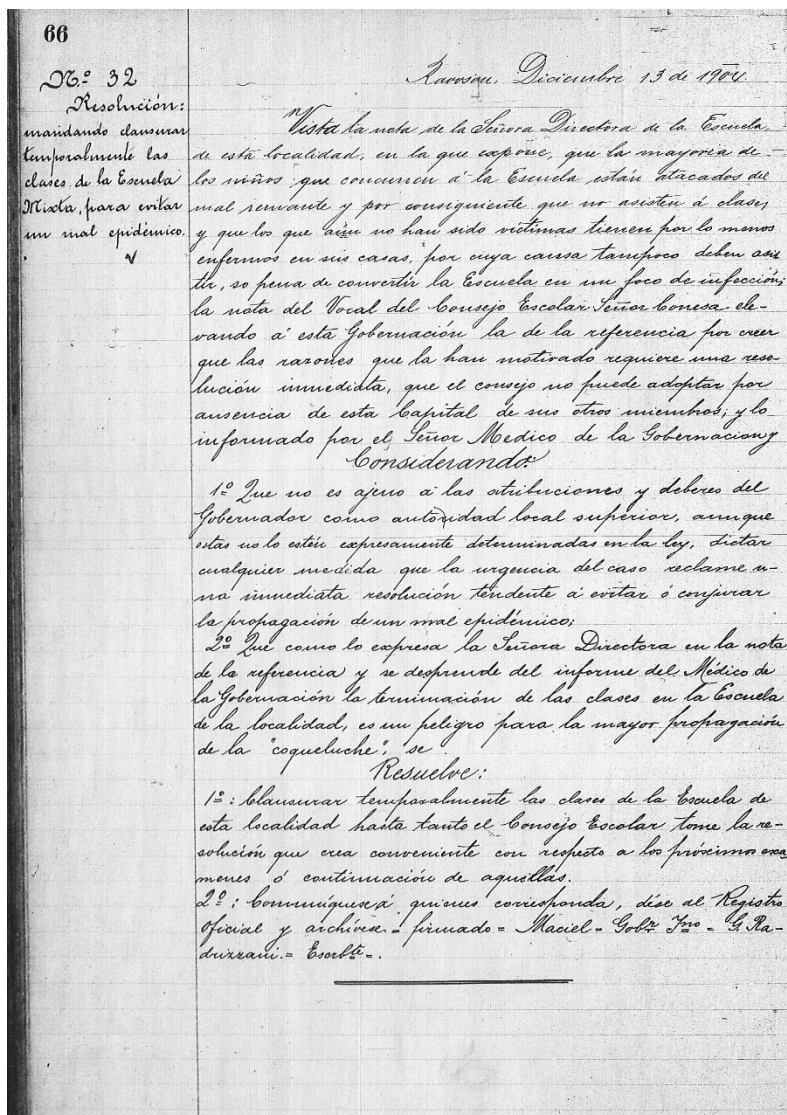 66
Nº 32
Resolución:
mandando clausurar
temporalmente las
clases de la Escuela
Mixta, para evitar
un mal epidémico.
Rawson, Diciembre 13 de 1904.
Vista la nota de la Señora Directora de la Escuela
de esta localidad, en la que expone, que la mayoria de
los niños que concurren á la Escuela están atacados del
mal reinante y por consiguiente que no asisten á clase;
y que los que aún no han sido victimas tienen por lo menos
enfermos en sus casas, por cuya causa tampoco deben asis
tir, so pena de convertir la Escuela en un foco de infección;
la nota del Vocal del Consejo Escolar Señor Conesa ele-
vando á esta Gobernación la de la referencia por creer
que las razones que la han motivado requiere una reso-
lución inmediata, que el consejo no puede adoptar por
ausencia de esta Capital de sus otros miembros; y lo
informado por el Señor Medico de la Gobernacion y
Considerando:
1º Que no es ajeno a las atribuciones y deberes del
Gobernador como autoridad local superior, aunque
estas no lo estén expresamente determinadas en la ley, dictar
cualquier medida que la urgencia del caso reclame u-
na inmediata resolución tendente á evitar ó conjurar
la propagación de un mal epidémico;
2º Que como lo expresa la Señora Directora en la nota
de la referencia y se desprende del informe del Médico de
la Gobernación la terminación de las clases en la Escuela
de la localidad, es un peligro para la mayor propagación
de la "coqueluche"; se
Resuelve:
1º: Clausurar temporalmente las clases de la Escuela de
esta localidad hasta tanto el Consejo Escolar tome la re-
solución que crea conveniente con respecto a los próximos exa
menes ó continuación de aquillas.
2º: Comuníquese á quienes corresponda, dése al Registro
Oficial y archívese = firmado = Maciel = Gobr Ino = G. Ra-
drizzani. = Escrbte =.